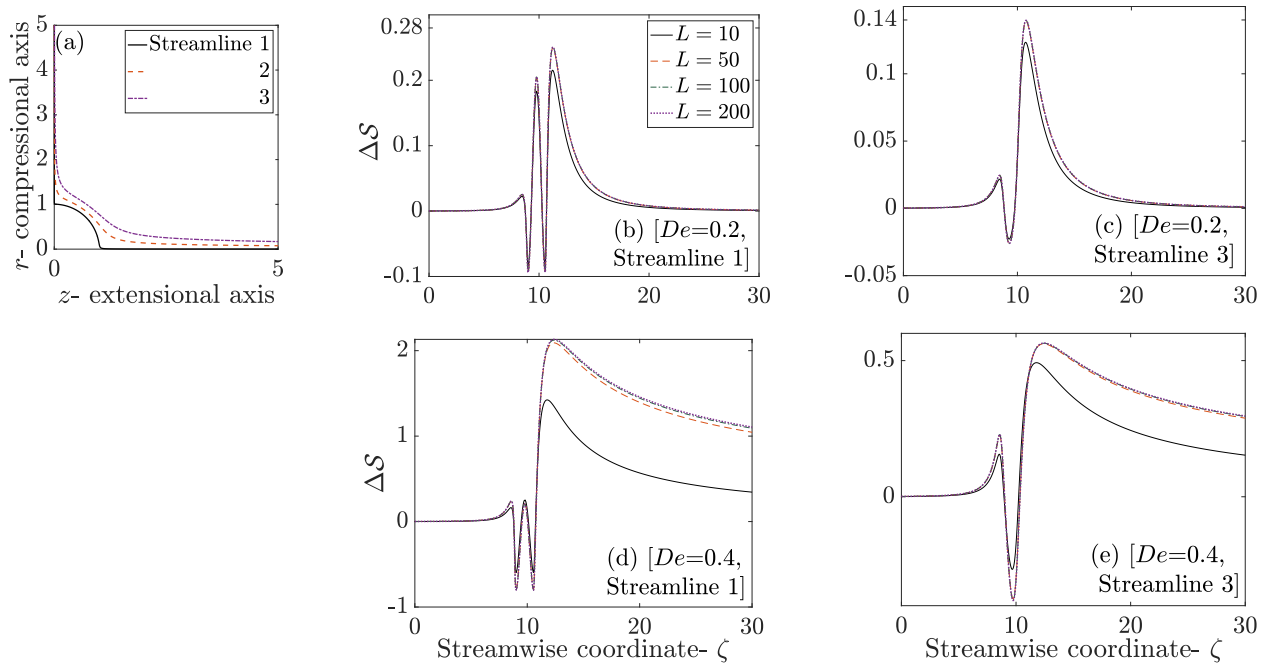 (a)
Streamline 1
2
3
5
4
3
2
1
0
0
5
r- compressional axis
z- extensional axis
0.28
0.2
0.1
0
-0.1
ΔS
L = 10
L = 50
L = 100
L = 200
(b) [De=0.2,
Streamline 1]
0 10 20 30
0.14
0.1
0.05
0
-0.05
(c) [De=0.2,
Streamline 3]
0 10 20 30
2
1
0
-1
ΔS
(d) [De=0.4,
Streamline 1]
0 10 20 30
Streamwise coordinate- ζ
0.5
0
(e) [De=0.4,
Streamline 3]
0 10 20 30
Streamwise coordinate- ζ